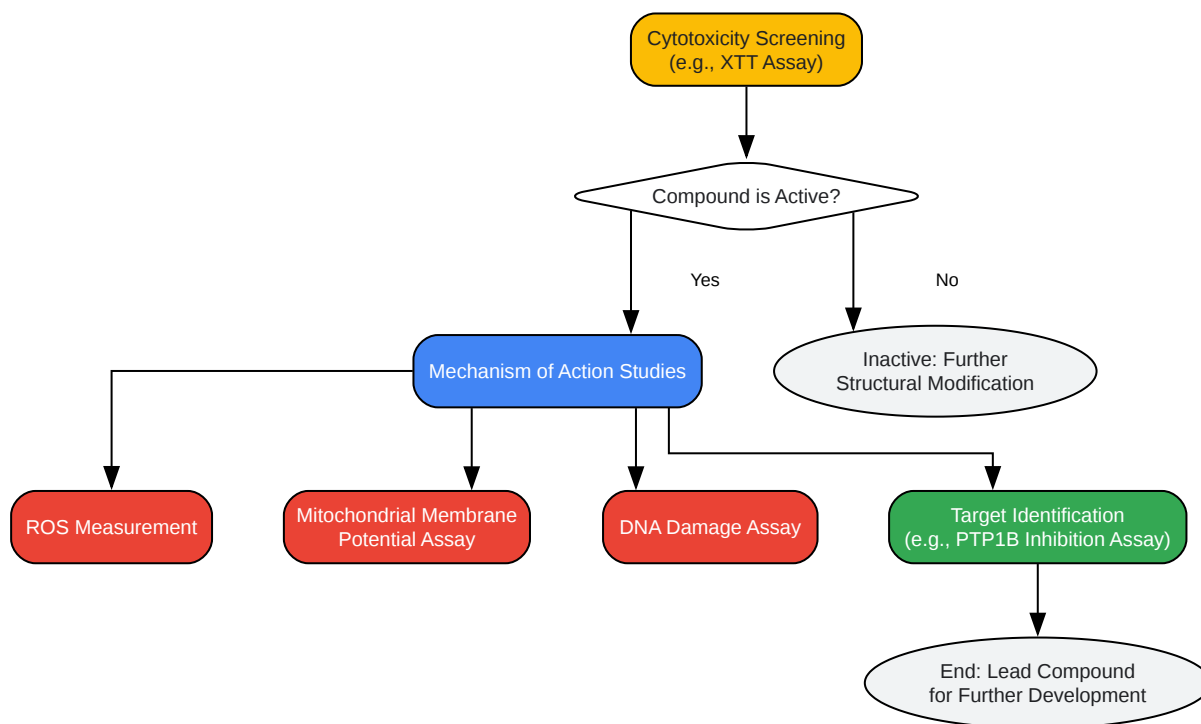 Cytotoxicity Screening
(e.g., XTT Assay)
Compound is Active?
Yes
No
Mechanism of Action Studies
Inactive: Further
Structural Modification
ROS Measurement
Mitochondrial Membrane
Potential Assay
DNA Damage Assay
Target Identification
(e.g., PTP1B Inhibition Assay)
End: Lead Compound
for Further Development